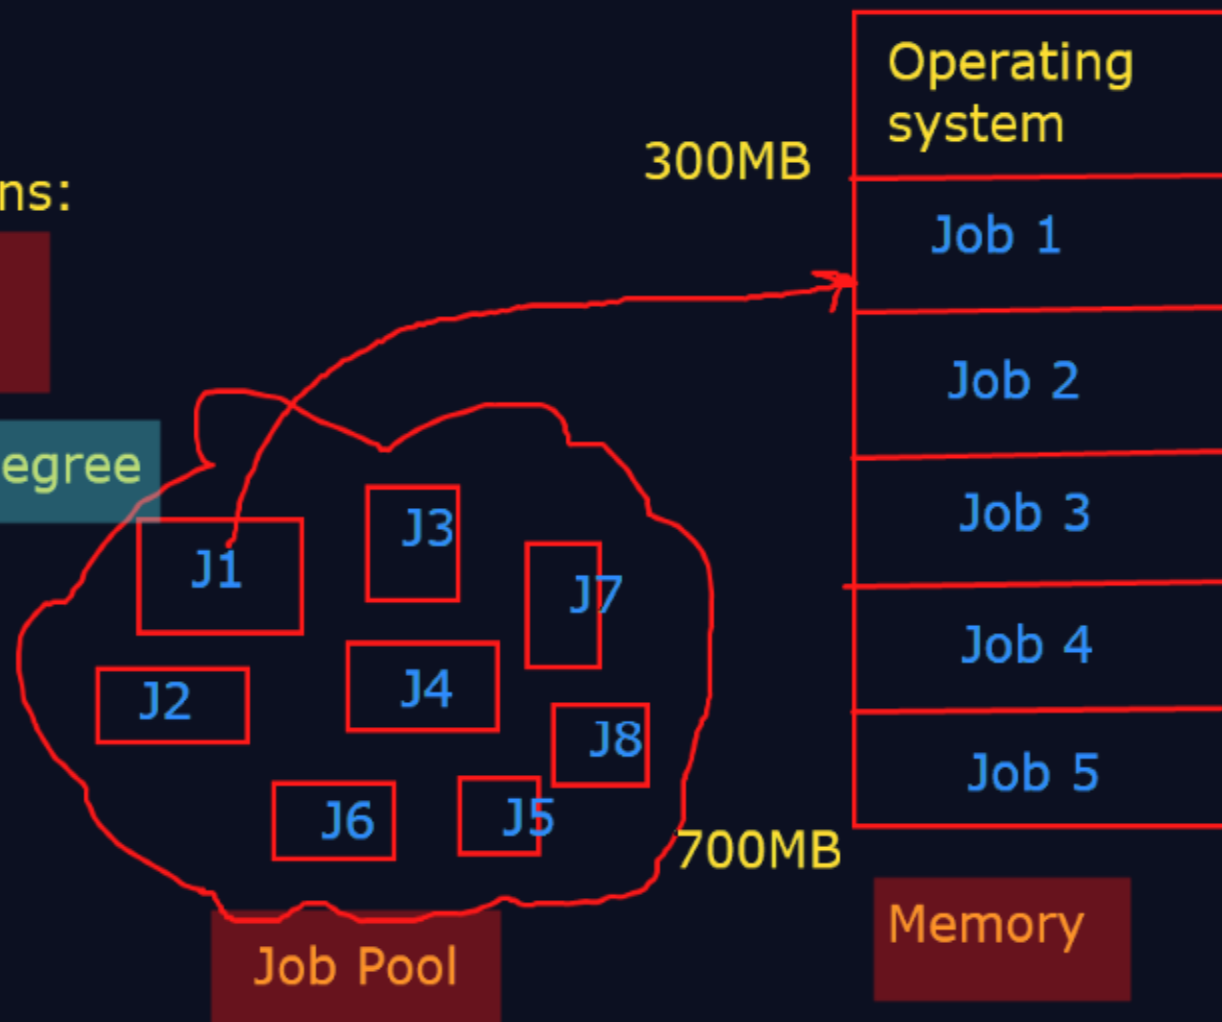 Operating
system
300MB
ns:
Job 1
Job 2
egree
J3
Job 3
J1
J7
Job 4
J4
J2
J8
Job 5
J6
J5
700MB
Memory
Job Pool